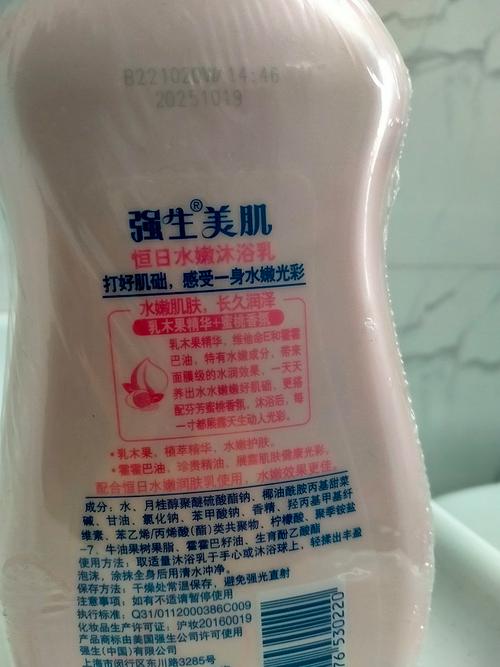 B221020 14:46
20251019
强生®美肌
恒日水嫩沐浴乳
打好肌础，感受一身水嫩光彩
水嫩肌肤，长久润泽
乳木果精华+蜜桃香氛
乳木果精华，维他命E和霍霍
巴油，特有水嫩成分，带来
面膜级的水润效果，一天天
养出水水嫩嫩好肌础，更搭
配芬芳蜜桃香氛，沐浴后，每
一寸都展露天生动人光彩。
·乳木果，植萃精华，水嫩护肤。
·霍霍巴油，珍贵精油，展露肌肤健康光彩。
配合恒日水嫩润肤乳使用，水嫩效果更佳。
成分：水、月桂醇聚醚硫酸酯钠、椰油酰胺丙基甜菜
碱、甘油、氯化钠、苯甲酸钠、香精、羟丙基甲基纤
维素、苯乙烯/丙烯酸(酯)类共聚物、柠檬酸、聚季铵盐
-7、牛油果树果脂、霍霍巴籽油、生育酚乙酸酯
使用方法：取适量沐浴乳于手心或沐浴球上，轻揉出丰盈
泡沫，涂抹全身后用清水冲净。
保存方法：干燥处常温保存，避免强光直射
注意事项：如有不适请暂停使用
执行标准：Q31/0112000386C009
化妆品生产许可证：沪妆20160019
产品商标由美国强生公司许可使用
强生(中国)有限公司
上海市闵行区东川路3285号
76 530220